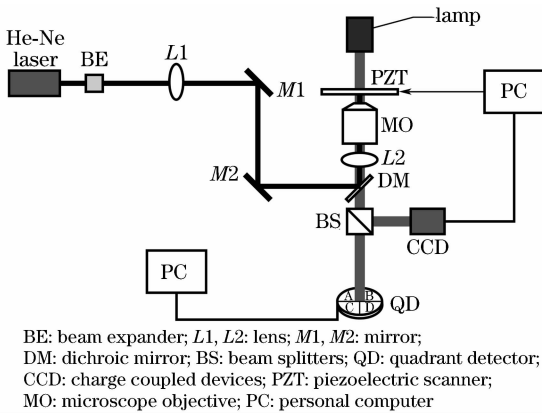 lamp
He-Ne
laser
BE
L1
M1
PZT
PC
MO
L2
M2
DM
BS
CCD
PC
A B
C D
QD
BE: beam expander; L1, L2: lens; M1, M2: mirror;
DM: dichroic mirror; BS: beam splitters; QD: quadrant detector;
CCD: charge coupled devices; PZT: piezoelectric scanner;
MO: microscope objective; PC: personal computer